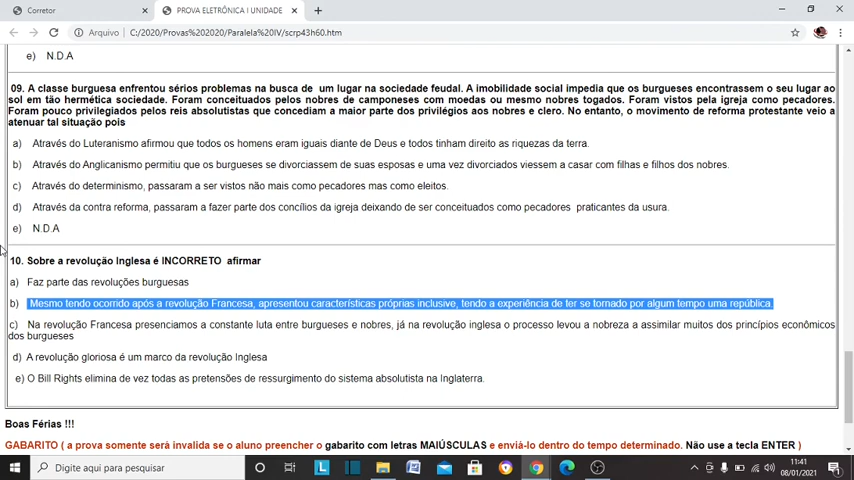 Corretor
PROVA ELETRÔNICA I UNIDADE
Arquivo | C:/2020/Provas%202020/Paralela%20IV/scrp43h60.htm
e) N.D.A
09. A classe burguesa enfrentou sérios problemas na busca de um lugar na sociedade feudal. A imobilidade social impedia que os burgueses encontrassem o seu lugar ao
sol em tão hermética sociedade. Foram conceituados pelos nobres de camponeses com moedas ou mesmo nobres togados. Foram vistos pela igreja como pecadores.
Foram pouco privilegiados pelos reis absolutistas que concediam a maior parte dos privilégios aos nobres e clero. No entanto, o movimento de reforma protestante veio a
atenuar tal situação pois
a) Através do Luteranismo afirmou que todos os homens eram iguais diante de Deus e todos tinham direito as riquezas da terra.
b) Através do Anglicanismo permitiu que os burgueses se divorciassem de suas esposas e uma vez divorciados viessem a casar com filhas e filhos dos nobres.
c) Através do determinismo, passaram a ser vistos não mais como pecadores mas como eleitos.
d) Através da contra reforma, passaram a fazer parte dos concílios da igreja deixando de ser conceituados como pecadores praticantes da usura.
e) N.D.A
10. Sobre a revolução Inglesa é INCORRETO afirmar
a) Faz parte das revoluções burguesas
b) Mesmo tendo ocorrido após a revolução Francesa, apresentou características próprias inclusive, tendo a experiência de ter se tornado por algum tempo uma república.
c) Na revolução Francesa presenciamos a constante luta entre burgueses e nobres, já na revolução inglesa o processo levou a nobreza a assimilar muitos dos princípios econômicos
dos burgueses
d) A revolução gloriosa é um marco da revolução Inglesa
e) O Bill Rights elimina de vez todas as pretensões de ressurgimento do sistema absolutista na Inglaterra.
Boas Férias !!!
GABARITO ( a prova somente será invalida se o aluno preencher o gabarito com letras MAIÚSCULAS e enviá-lo dentro do tempo determinado. Não use a tecla ENTER )
Digite aqui para pesquisar
11:41
08/01/2021